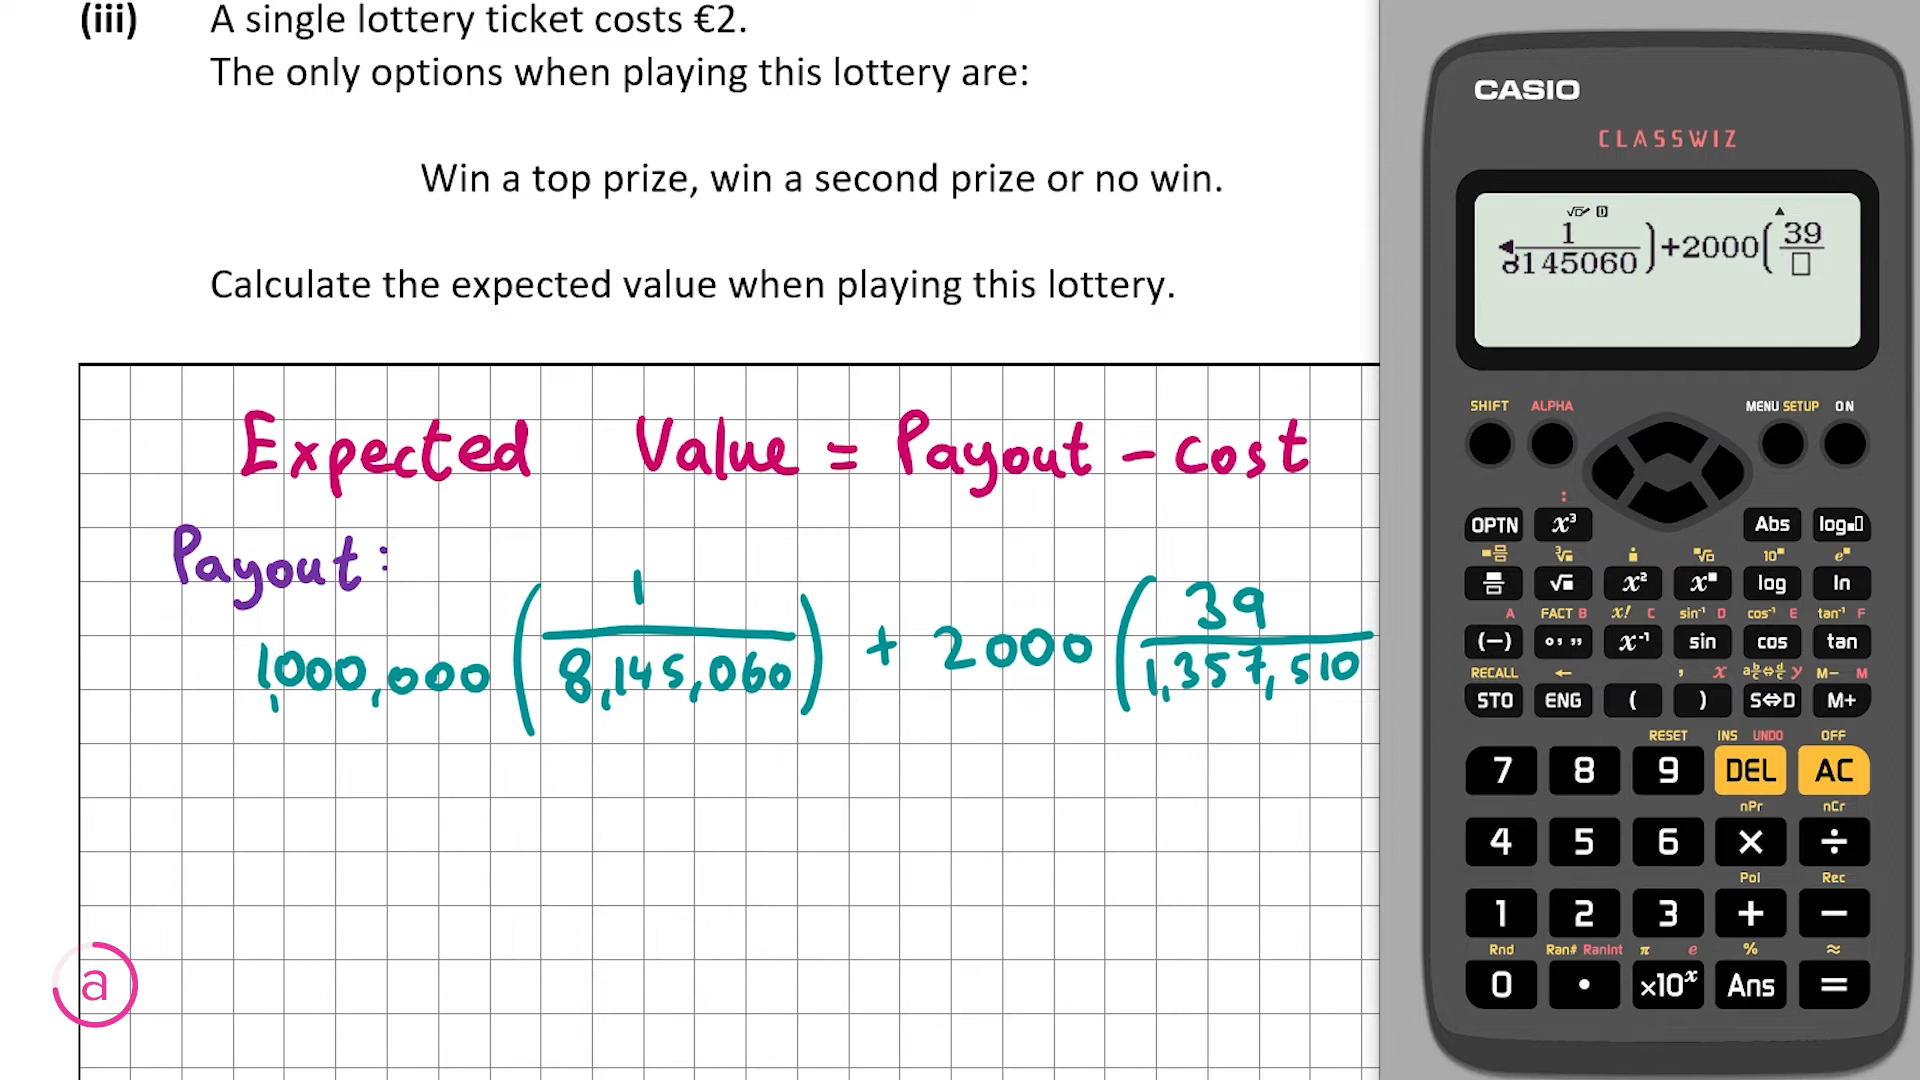 (iii) A single lottery ticket costs €2.
The only options when playing this lottery are:
Win a top prize, win a second prize or no win.
Calculate the expected value when playing this lottery.
Expected Value = Payout - cost
Payout:
1,000,000 (1/8,145,060) + 2000 (39/1,357,510
a
CASIO
CLASSWIZ
1/8145060)+2000(39/□
SHIFT ALPHA MENU SETUP ON
:
OPTN x³ Abs log■□
■⌸ ³√■ ■̇ ■√□ 10■ e■
⌸ √■ x² x■ log ln
A FACT B x! C sin⁻¹ D cos⁻¹ E tan⁻¹ F
(−) ° ’ ” x⁻¹ sin cos tan
RECALL ← , x a b/c⇔d/c y M− M
STO ENG ( ) S⇔D M+
RESET INS UNDO OFF
7 8 9 DEL AC
nPr nCr
4 5 6 × ÷
Pol Rec
1 2 3 + −
Rnd Ran# RanInt π e % ≈
0 • ×10ˣ Ans =